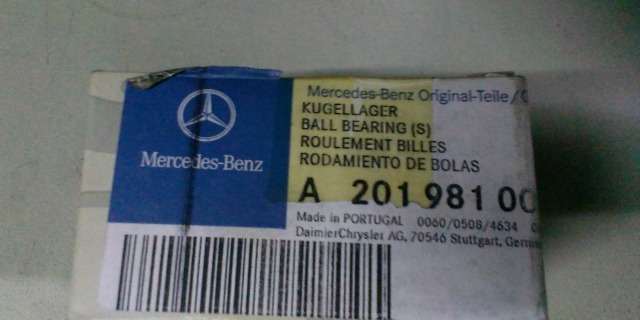 Mercedes-Benz
Mercedes-Benz Original-Teile /
KUGELLAGER
BALL BEARING (S)
ROULEMENT BILLES
RODAMIENTO DE BOLAS
A 201 981 00
Made in PORTUGAL 0060/0508/4634
DaimlerChrysler AG, 70546 Stuttgart,